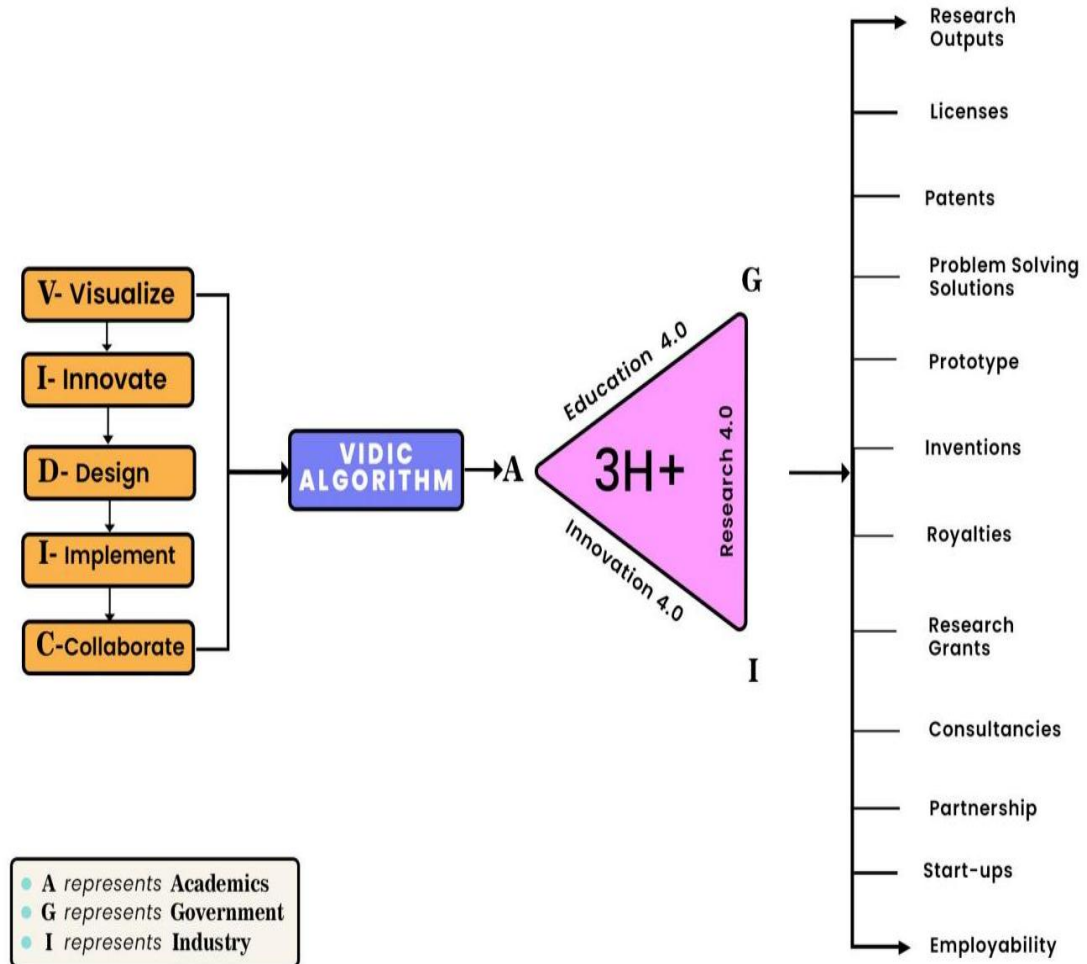 V- Visualize
I- Innovate
D- Design
I- Implement
C-Collaborate
VIDIC
ALGORITHM
A
G
I
Education 4.0
3H+
Research 4.0
Innovation 4.0
Research
Outputs
Licenses
Patents
Problem Solving
Solutions
Prototype
Inventions
Royalties
Research
Grants
Consultancies
Partnership
Start-ups
Employability
A represents Academics
G represents Government
I represents Industry